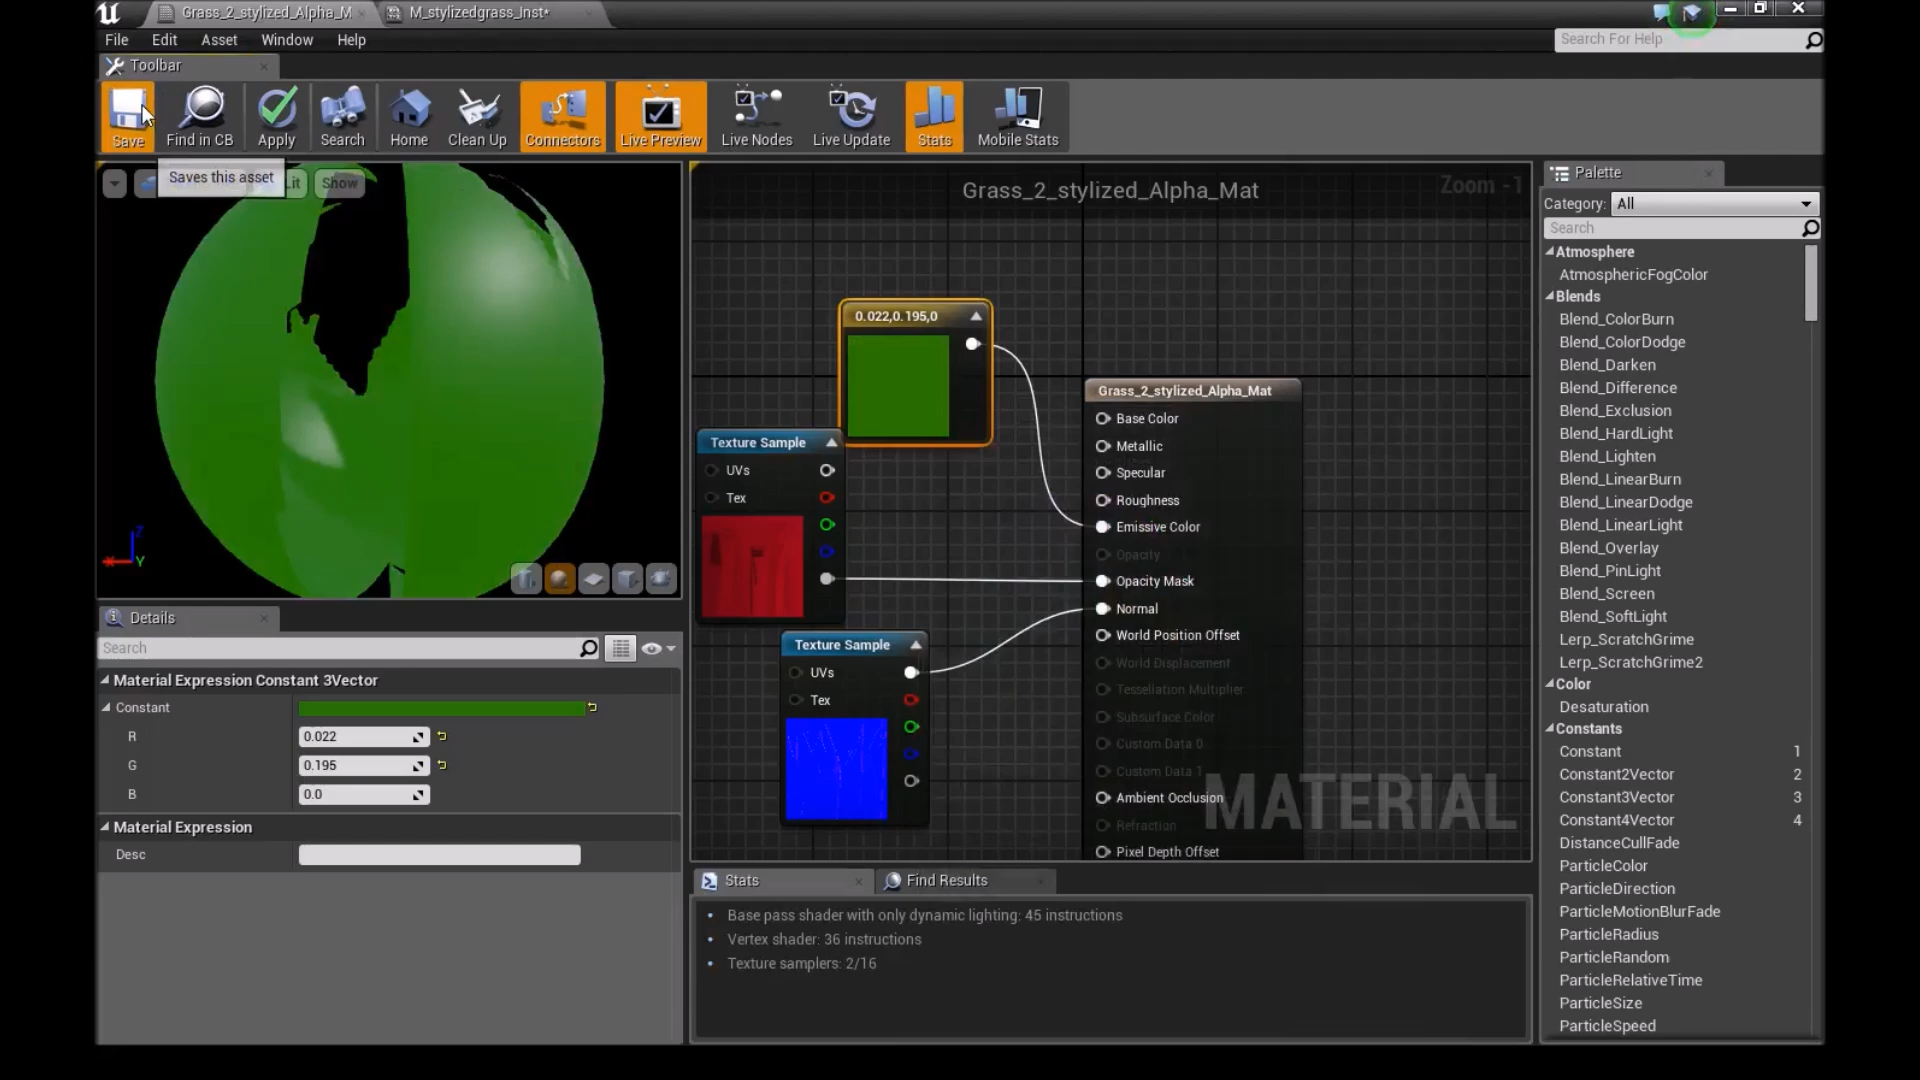 Grass_2_stylized_Alpha_M
M_stylizedgrass_Inst*
File Edit Asset Window Help
Search For Help
Toolbar
Save
Find in CB
Apply
Search
Home
Clean Up
Connectors
Live Preview
Live Nodes
Live Update
Stats
Mobile Stats
Saves this asset
Lit
Show
Grass_2_stylized_Alpha_Mat
Zoom -1
0.022,0.195,0
Texture Sample
UVs
Tex
Texture Sample
UVs
Tex
Grass_2_stylized_Alpha_Mat
Base Color
Metallic
Specular
Roughness
Emissive Color
Opacity
Opacity Mask
Normal
World Position Offset
World Displacement
Tessellation Multiplier
Subsurface Color
Custom Data 0
Custom Data 1
Ambient Occlusion
Refraction
Pixel Depth Offset
MATERIAL
Z
X
Y
Details
Search
Material Expression Constant 3Vector
Constant
R 0.022
G 0.195
B 0.0
Material Expression
Desc
Stats
Find Results
Base pass shader with only dynamic lighting: 45 instructions
Vertex shader: 36 instructions
Texture samplers: 2/16
Palette
Category: All
Search
Atmosphere
AtmosphericFogColor
Blends
Blend_ColorBurn
Blend_ColorDodge
Blend_Darken
Blend_Difference
Blend_Exclusion
Blend_HardLight
Blend_Lighten
Blend_LinearBurn
Blend_LinearDodge
Blend_LinearLight
Blend_Overlay
Blend_PinLight
Blend_Screen
Blend_SoftLight
Lerp_ScratchGrime
Lerp_ScratchGrime2
Color
Desaturation
Constants
Constant 1
Constant2Vector 2
Constant3Vector 3
Constant4Vector 4
DistanceCullFade
ParticleColor
ParticleDirection
ParticleMotionBlurFade
ParticleRadius
ParticleRandom
ParticleRelativeTime
ParticleSize
ParticleSpeed